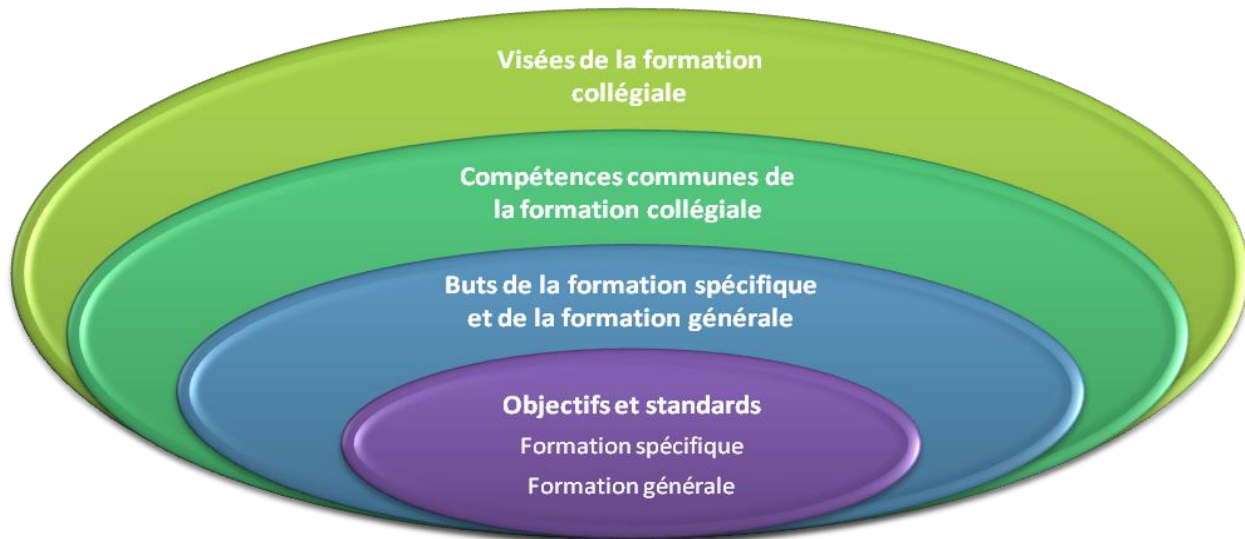 Visées de la formation
collégiale
Compétences communes de
la formation collégiale
Buts de la formation spécifique
et de la formation générale
Objectifs et standards
Formation spécifique
Formation générale